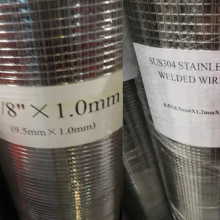 /8" × 1.0mm
(9.5mm×1.0mm)
SUS304 STAINLE
WELDED WIR